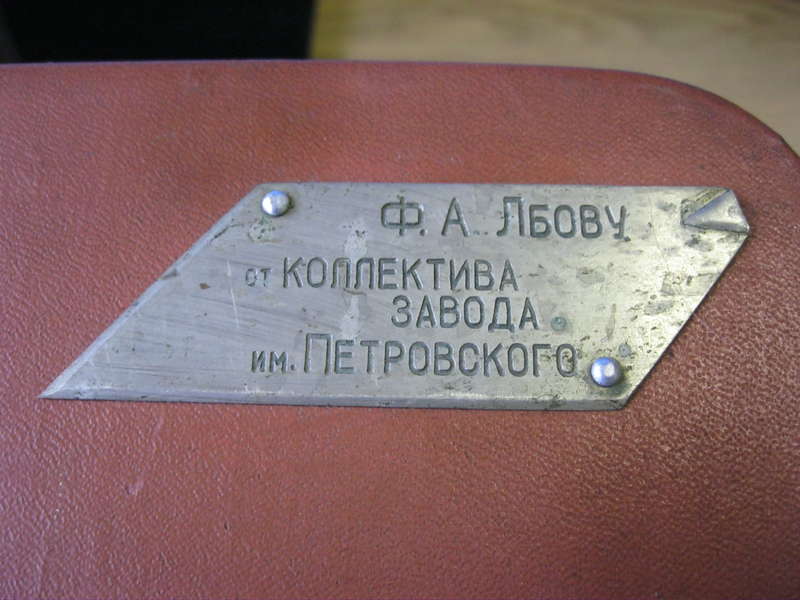 Ф. А. Лбову
от КОЛЛЕКТИВА
ЗАВОДА
им. ПЕТРОВСКОГО